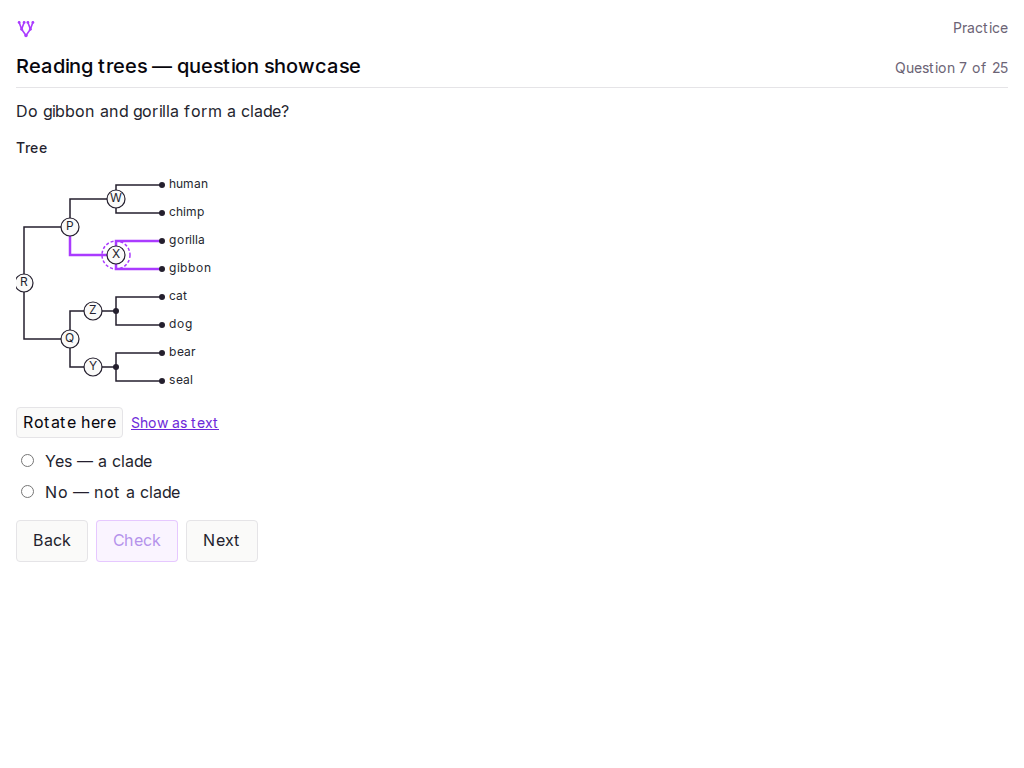 Practice
Reading trees — question showcase
Question 7 of 25
Do gibbon and gorilla form a clade?
Tree
human
W
chimp
P
gorilla
X
gibbon
R
cat
Z
dog
Q
bear
Y
seal
Rotate here
Show as text
Yes — a clade
No — not a clade
Back
Check
Next